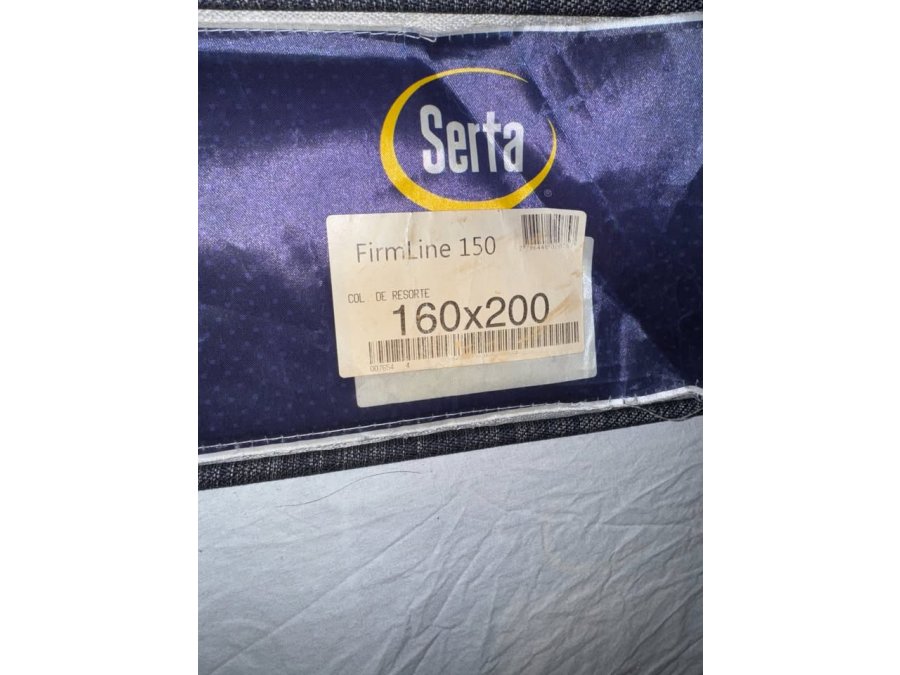 Serta
®
FirmLine 150
COL. DE RESORTE
160x200